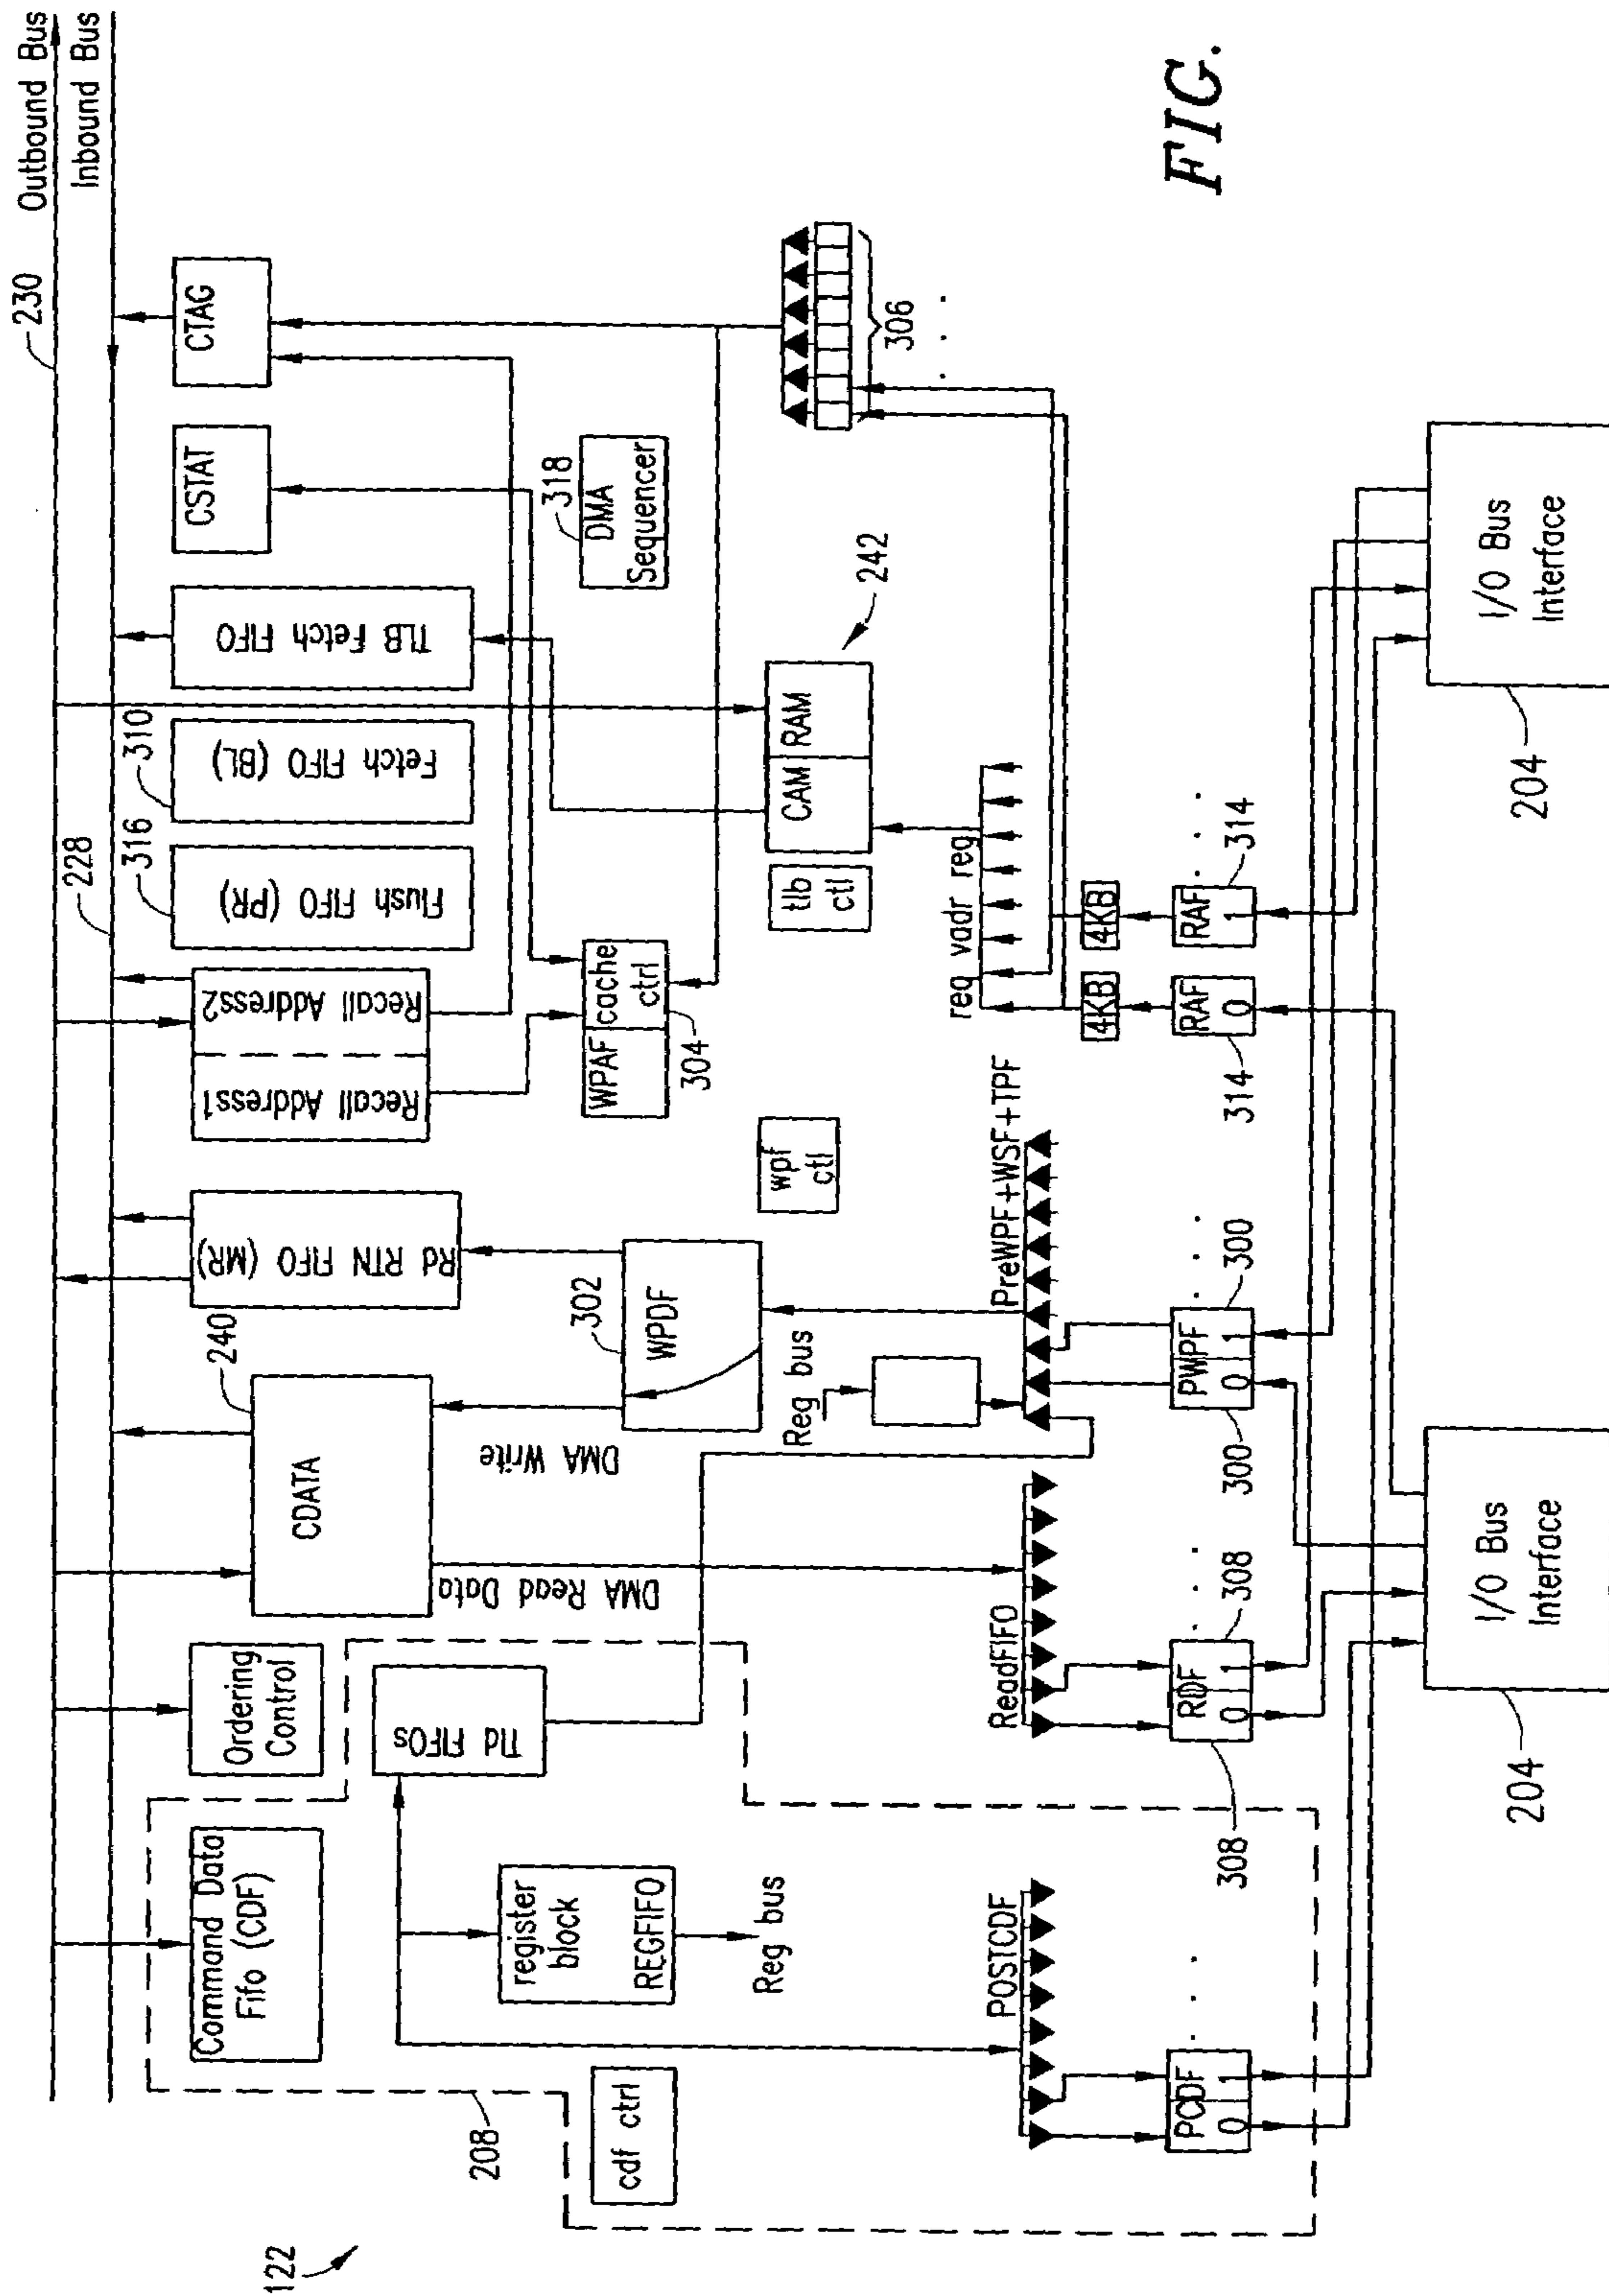 Outbound Bus
Inbound Bus
230
228
CTAG
CSTAT
TLB Fetch FIFO
310
Fetch FIFO (BL)
316
Flush FIFO (PR)
Recall Address2
Recall Address1
Rd RTN FIFO (MR)
240
CDATA
Ordering
Control
Command Data
Fifo (CDF)
Tld FIFOs
DMA Read Data
DMA Write
208
122
register
block
REGFIFO
Reg bus
cdf ctrl
302
WPDF
WPAF
cache
ctrl
304
318
DMA
Sequencer
242
CAM
RAM
tlb
ctl
wpf
ctl
306
. . .
Reg bus
POSTCDF
ReadFIFO
PreWPF+WSF+TPF
req vadr reg
4KB
4KB
PCDF
0
1
. . .
RDF
0
1
308
308
. . .
PWPF
0
1
300
300
. . .
RAF
0
314
RAF
1
314
. . .
I/O Bus
Interface
204
I/O Bus
Interface
204
FIG.